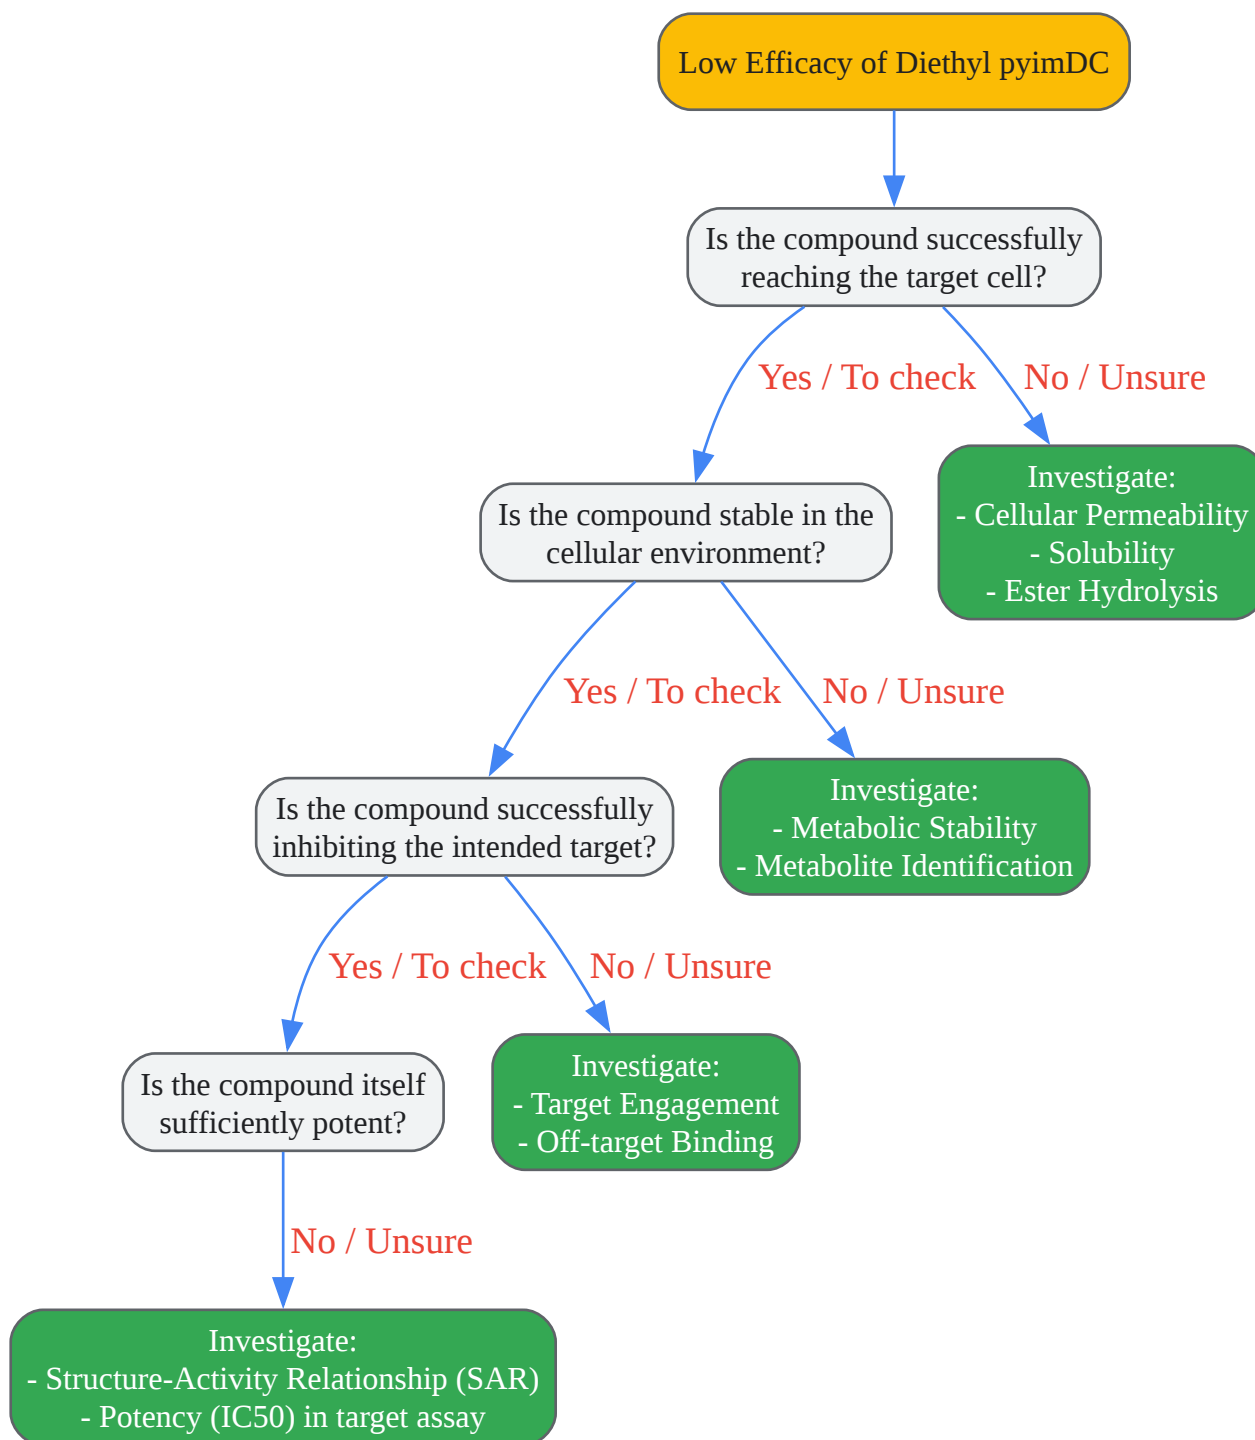 Low Efficacy of Diethyl pyimDC
Is the compound successfully
reaching the target cell?
Yes / To check
No / Unsure
Investigate:
- Cellular Permeability
- Solubility
- Ester Hydrolysis
Is the compound stable in the
cellular environment?
Yes / To check
No / Unsure
Investigate:
- Metabolic Stability
- Metabolite Identification
Is the compound successfully
inhibiting the intended target?
Yes / To check
No / Unsure
Investigate:
- Target Engagement
- Off-target Binding
Is the compound itself
sufficiently potent?
No / Unsure
Investigate:
- Structure-Activity Relationship (SAR)
- Potency (IC50) in target assay